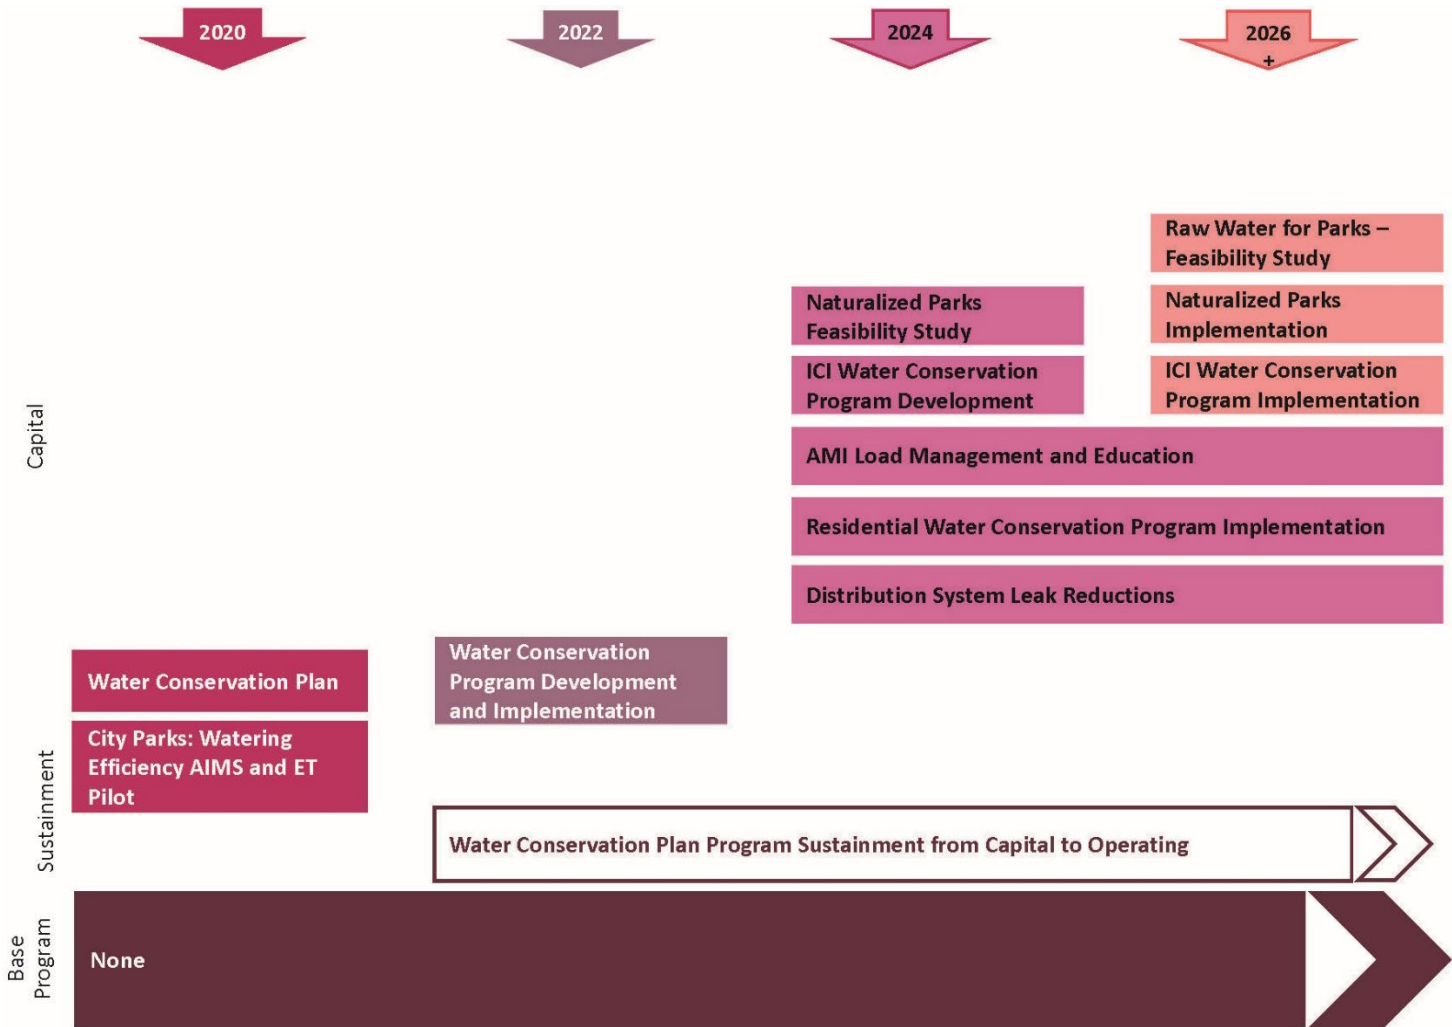 2020
2022
2024
2026
+
Raw Water for Parks –
Feasibility Study
Naturalized Parks
Feasibility Study
Naturalized Parks
Implementation
ICI Water Conservation
Program Development
ICI Water Conservation
Program Implementation
Capital
AMI Load Management and Education
Residential Water Conservation Program Implementation
Distribution System Leak Reductions
Water Conservation Plan
Water Conservation
Program Development
and Implementation
City Parks: Watering
Efficiency AIMS and ET
Pilot
Sustainment
Water Conservation Plan Program Sustainment from Capital to Operating
Base
Program
None